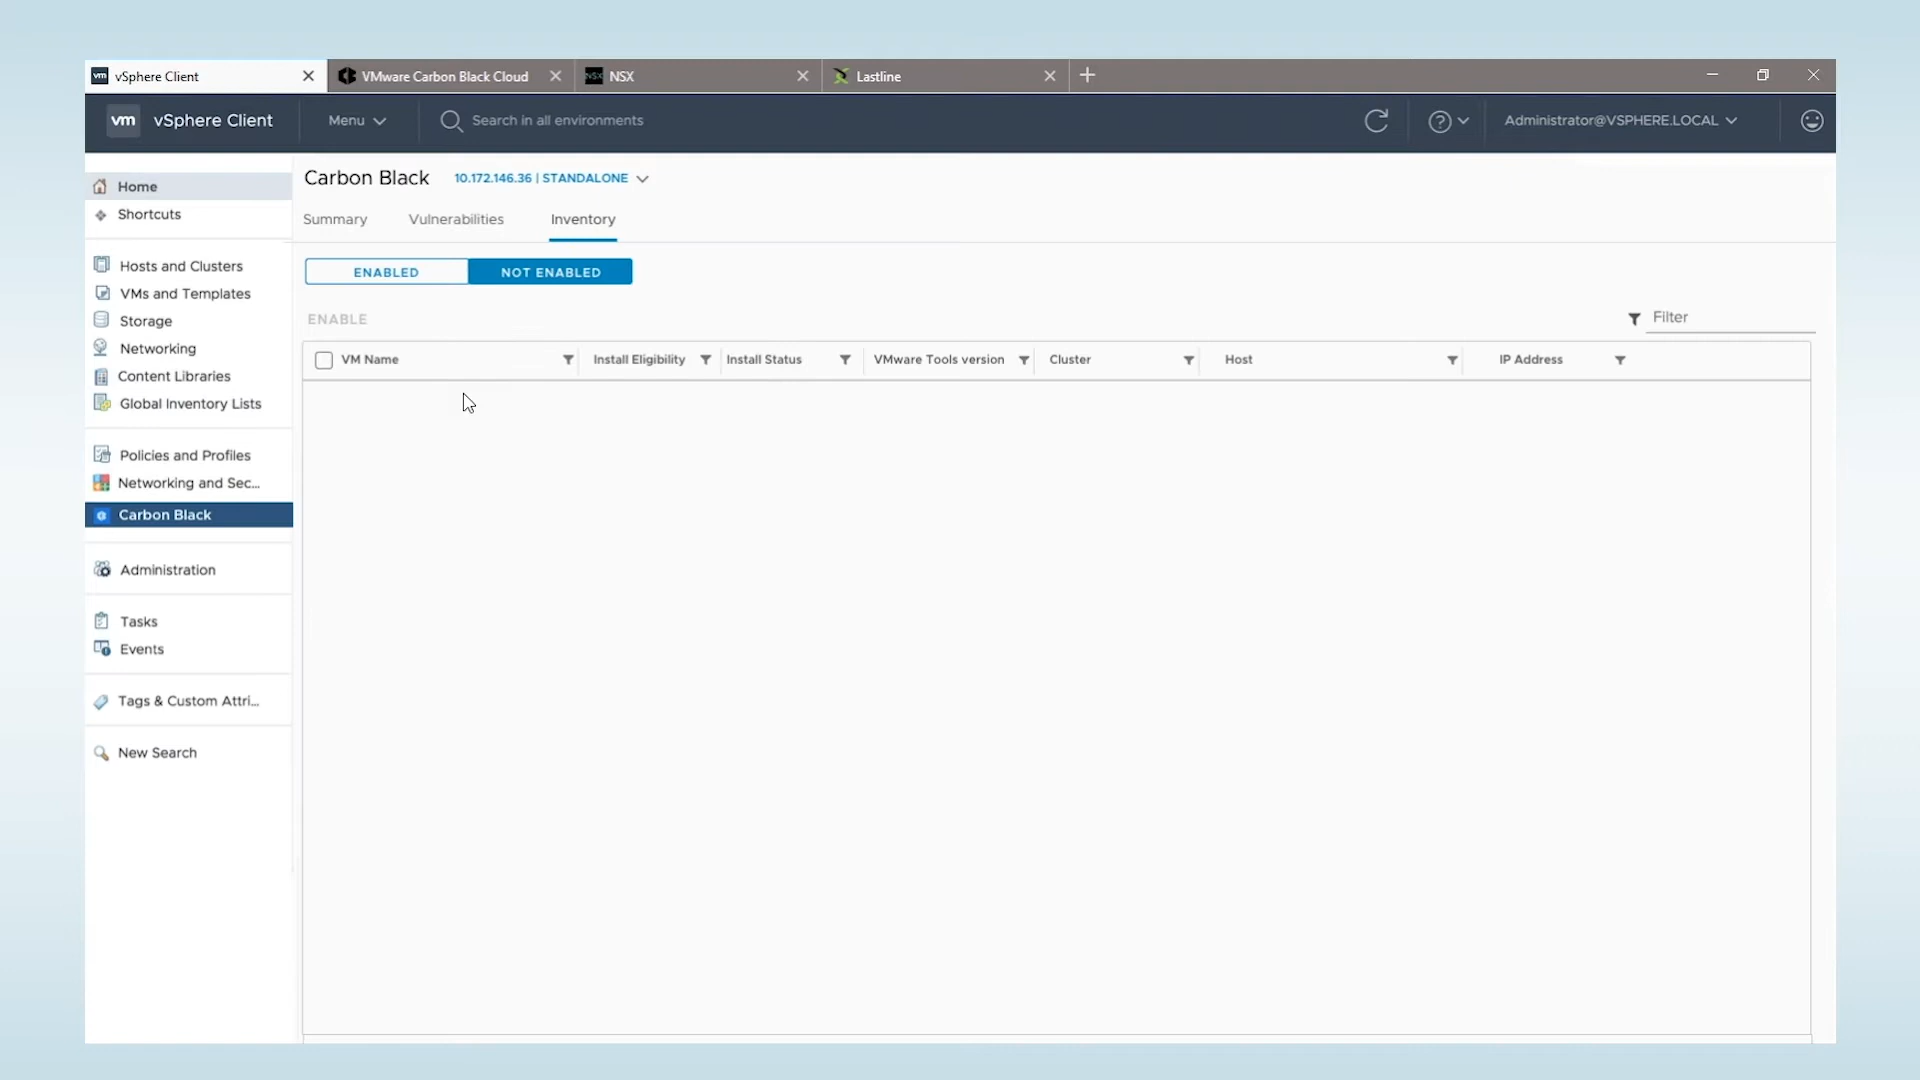 vm vSphere Client
VMware Carbon Black Cloud
NSX NSX
Lastline
vm vSphere Client
Menu
Search in all environments
Administrator@VSPHERE.LOCAL
Home
Shortcuts
Hosts and Clusters
VMs and Templates
Storage
Networking
Content Libraries
Global Inventory Lists
Policies and Profiles
Networking and Sec...
Carbon Black
Administration
Tasks
Events
Tags & Custom Attri...
New Search
Carbon Black 10.172.146.36 | STANDALONE
Summary Vulnerabilities Inventory
ENABLED NOT ENABLED
ENABLE
Filter
VM Name Install Eligibility Install Status VMware Tools version Cluster Host IP Address